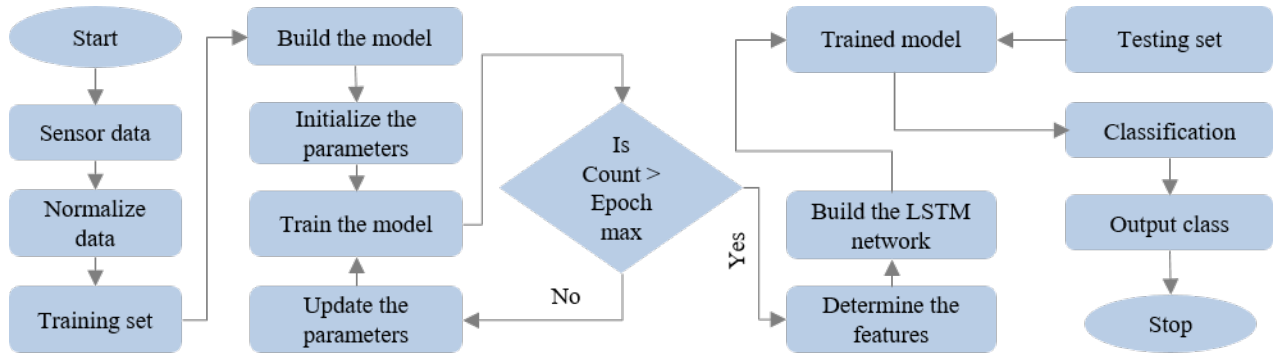 Start
Sensor data
Normalize
data
Training set
Build the model
Initialize the
parameters
Train the model
Update the
parameters
Is
Count >
Epoch
max
No
Yes
Trained model
Build the LSTM
network
Determine the
features
Testing set
Classification
Output class
Stop